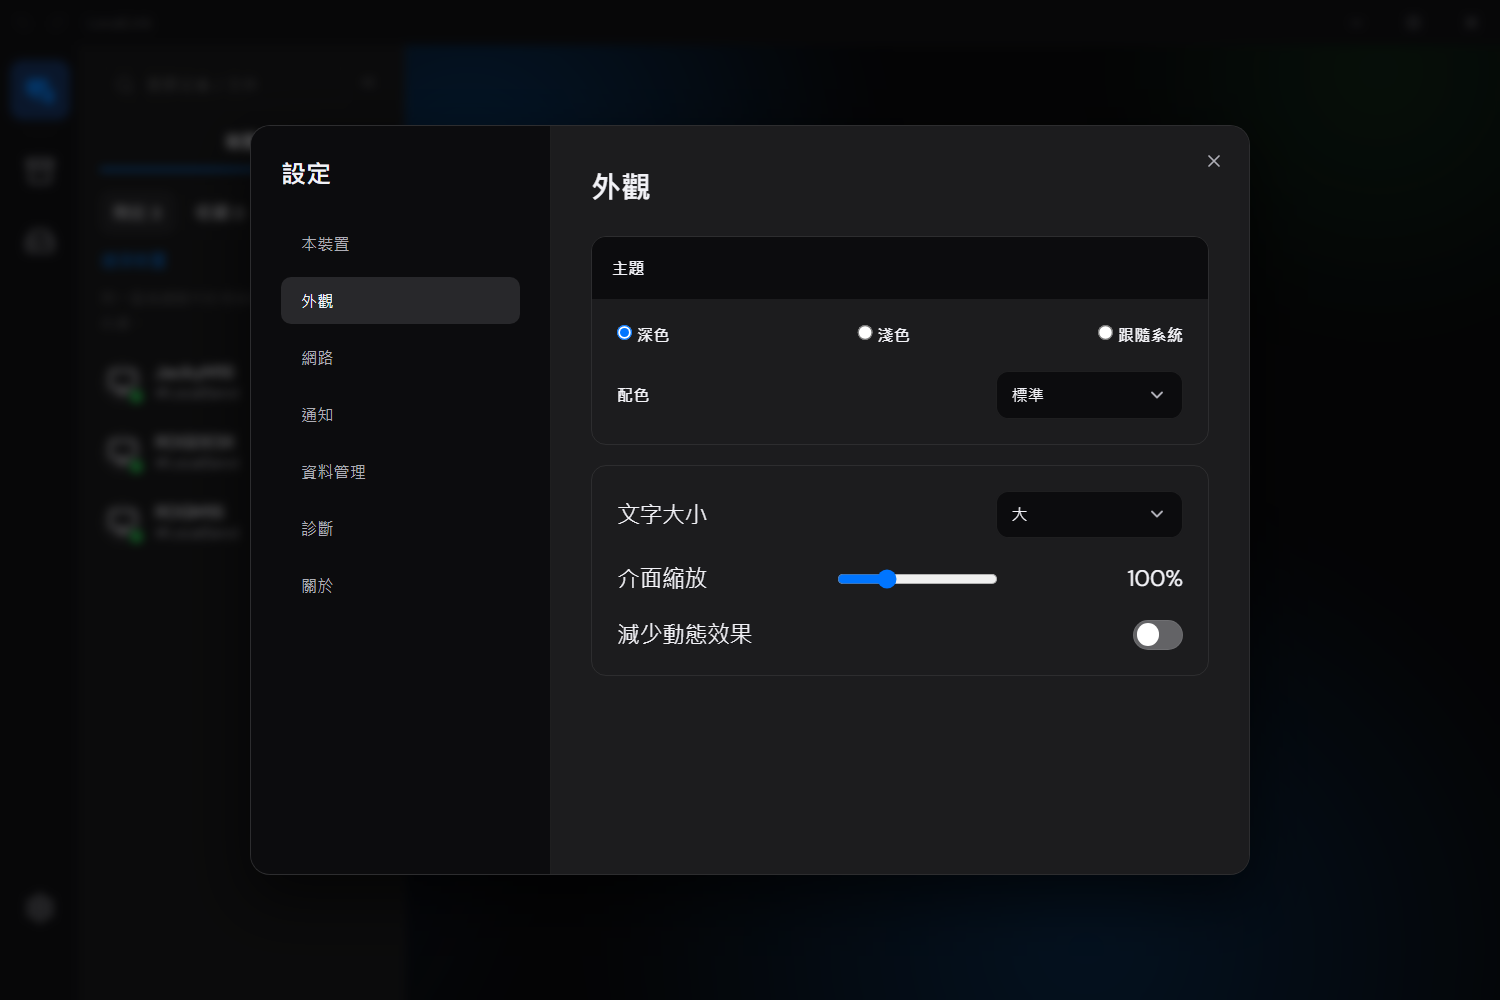 設定
本裝置
外觀
網路
通知
資料管理
診斷
關於
外觀
主題
深色
淺色
跟隨系統
配色
標準
文字大小
大
介面縮放
100%
減少動態效果